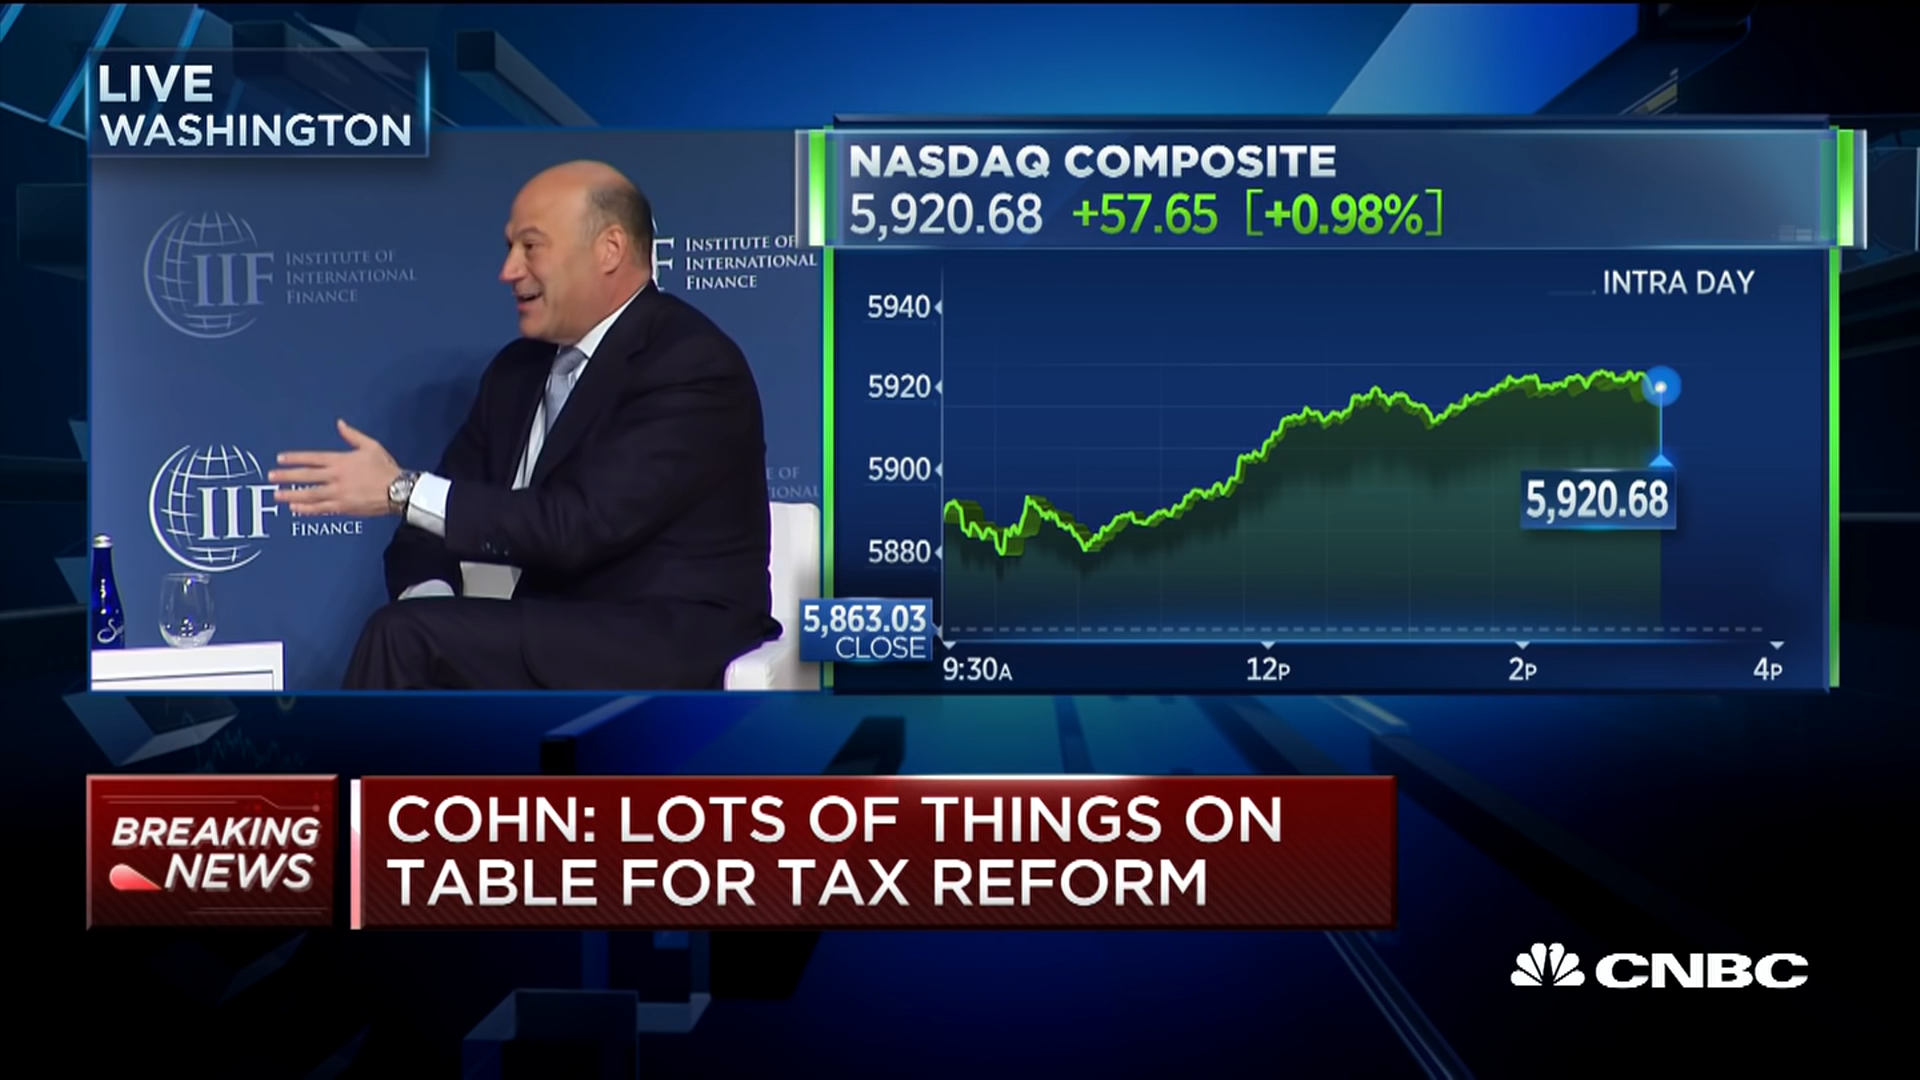 LIVE
WASHINGTON
IIF
INSTITUTE OF
INTERNATIONAL
FINANCE
INSTITUTE OF
INTERNATIONAL
FINANCE
IIF
FINANCE
NASDAQ COMPOSITE
5,920.68 +57.65 [+0.98%]
INTRA DAY
5940
5920
5900
5880
5,920.68
5,863.03
CLOSE
9:30A 12P 2P 4P
BREAKING
NEWS
COHN: LOTS OF THINGS ON
TABLE FOR TAX REFORM
CNBC